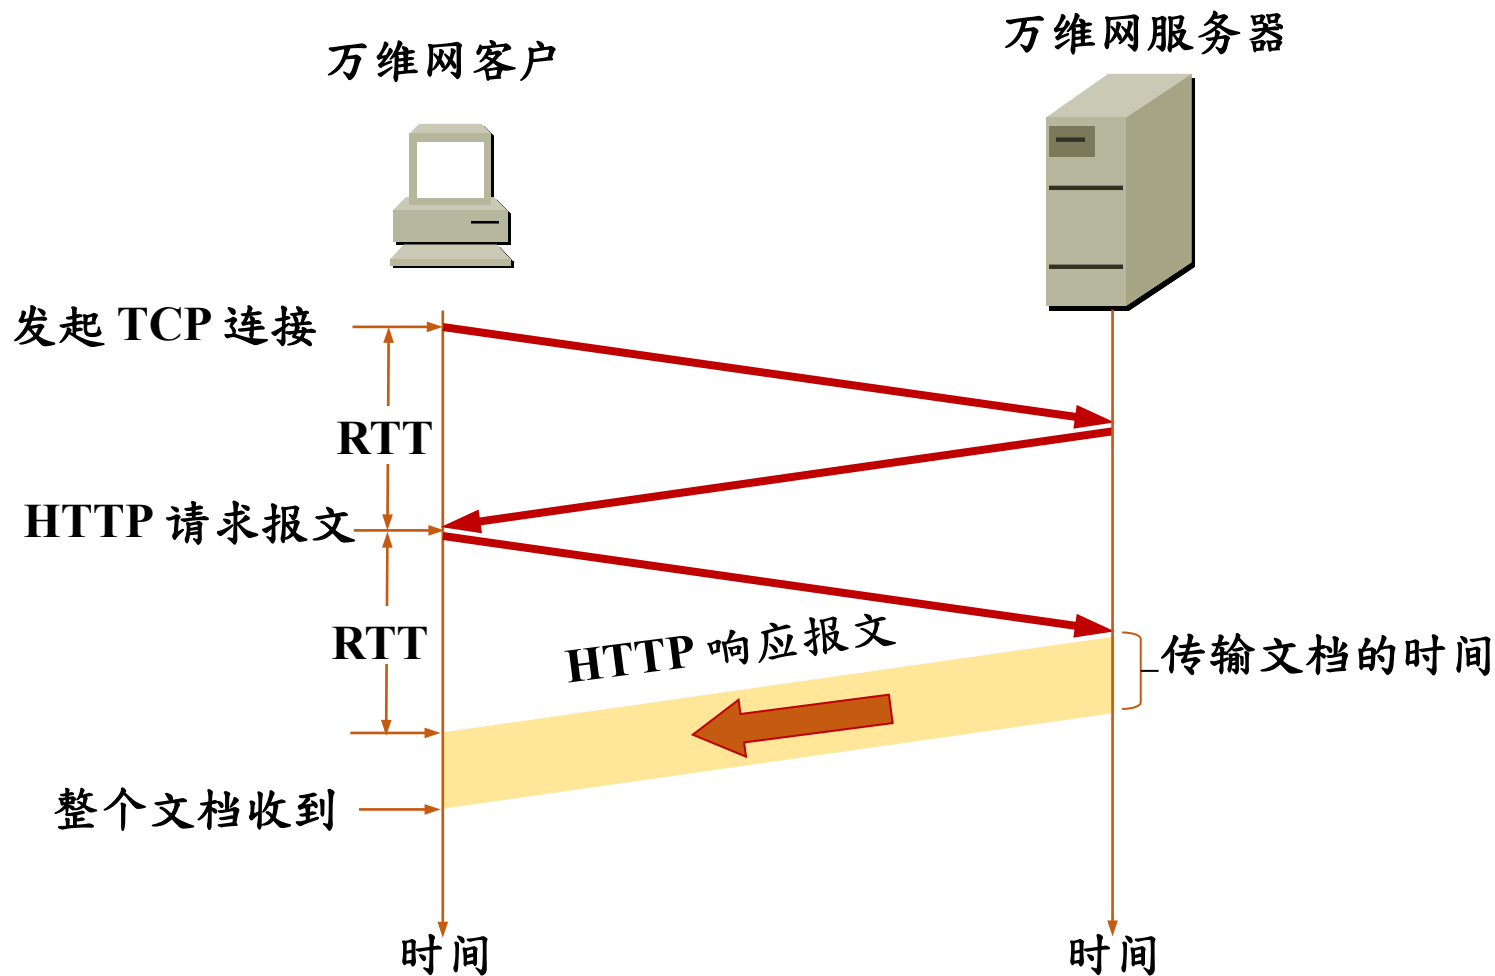 万维网客户
万维网服务器
发起 TCP 连接
RTT
HTTP 请求报文
RTT
HTTP 响应报文
传输文档的时间
整个文档收到
时间
时间